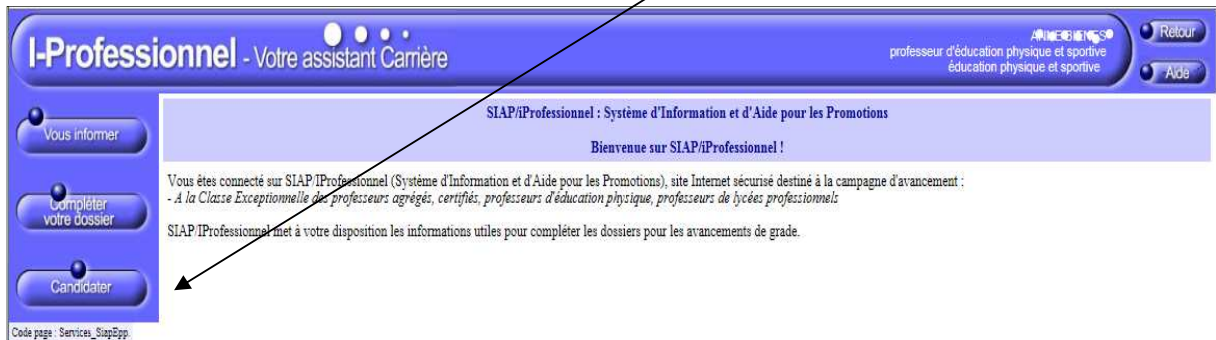 I-Professionnel - Votre assistant Carrière
professeur d'éducation physique et sportive
éducation physique et sportive
Retour
Aide
Vous informer
Compléter
votre dossier
Candidater
SIAP/iProfessionnel : Système d'Information et d'Aide pour les Promotions
Bienvenue sur SIAP/iProfessionnel !
Vous êtes connecté sur SIAP/IProfessionnel (Système d'Information et d'Aide pour les Promotions), site Internet sécurisé destiné à la campagne d'avancement :
- A la Classe Exceptionnelle des professeurs agrégés, certifiés, professeurs d'éducation physique, professeurs de lycées professionnels
SIAP/IProfessionnel met à votre disposition les informations utiles pour compléter les dossiers pour les avancements de grade.
Code page : Services_SiapEpp.